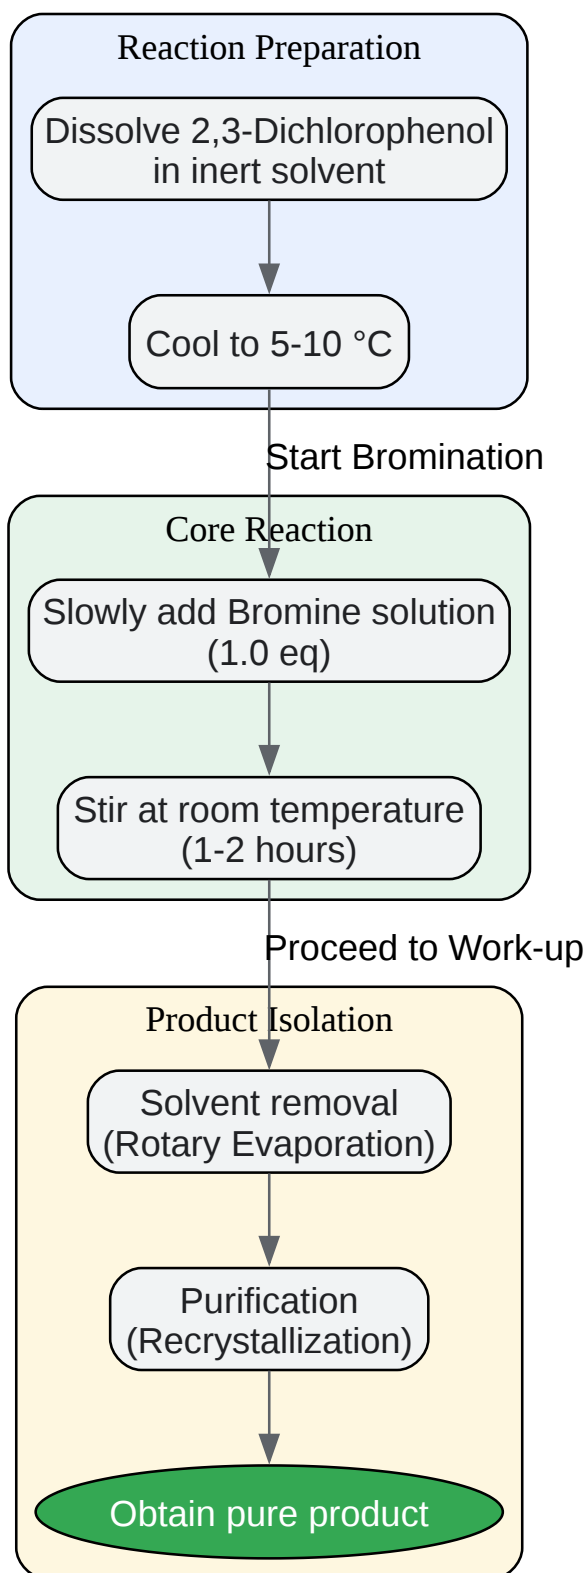 Reaction Preparation
Dissolve 2,3-Dichlorophenol
in inert solvent
Cool to 5-10 °C
Start Bromination
Core Reaction
Slowly add Bromine solution
(1.0 eq)
Stir at room temperature
(1-2 hours)
Proceed to Work-up
Product Isolation
Solvent removal
(Rotary Evaporation)
Purification
(Recrystallization)
Obtain pure product